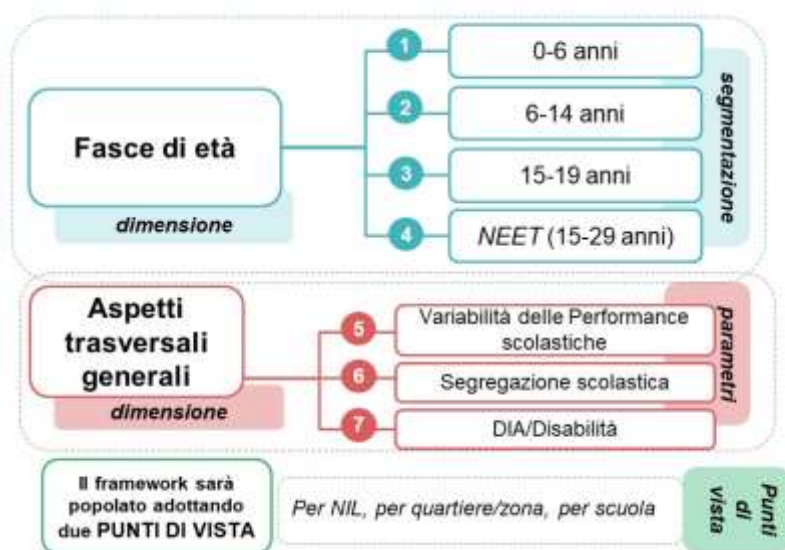 1
0-6 anni
2
6-14 anni
Fasce di età
3
15-19 anni
dimensione
4
NEET (15-29 anni)
segmentazione
Aspetti
trasversali
generali
dimensione
5
Variabilità delle Performance
scolastiche
6
Segregazione scolastica
7
DIA/Disabilità
parametri
Il framework sarà
popolato adottando
due PUNTI DI VISTA
Per NIL, per quartiere/zona, per scuola
Punti
di
vista